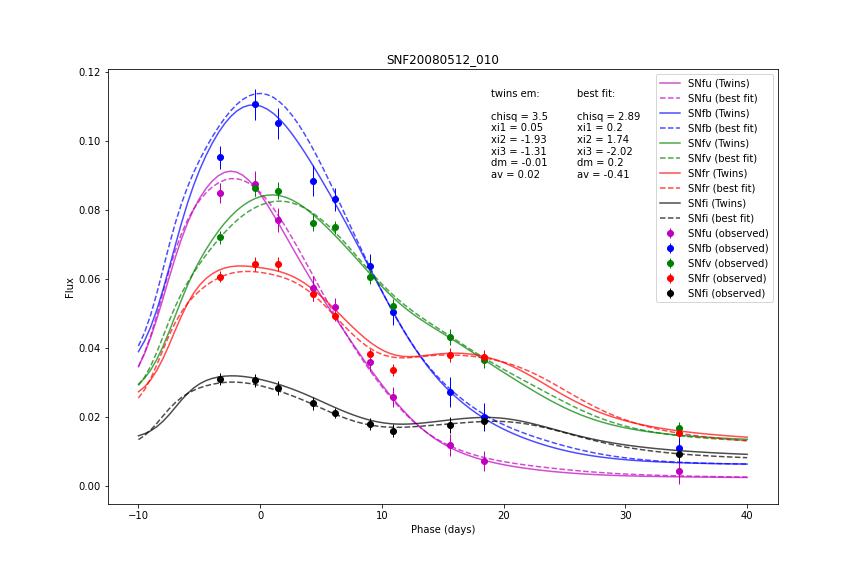 SNF20080512_010
0.12
0.10
0.08
0.06
0.04
0.02
0.00
Flux
−10
0
10
20
30
40
Phase (days)
twins em:
chisq = 3.5
xi1 = 0.05
xi2 = -1.93
xi3 = -1.31
dm = -0.01
av = 0.02
best fit:
chisq = 2.89
xi1 = 0.2
xi2 = 1.74
xi3 = -2.02
dm = 0.2
av = -0.41
SNfu (Twins)
SNfu (best fit)
SNfb (Twins)
SNfb (best fit)
SNfv (Twins)
SNfv (best fit)
SNfr (Twins)
SNfr (best fit)
SNfi (Twins)
SNfi (best fit)
SNfu (observed)
SNfb (observed)
SNfv (observed)
SNfr (observed)
SNfi (observed)